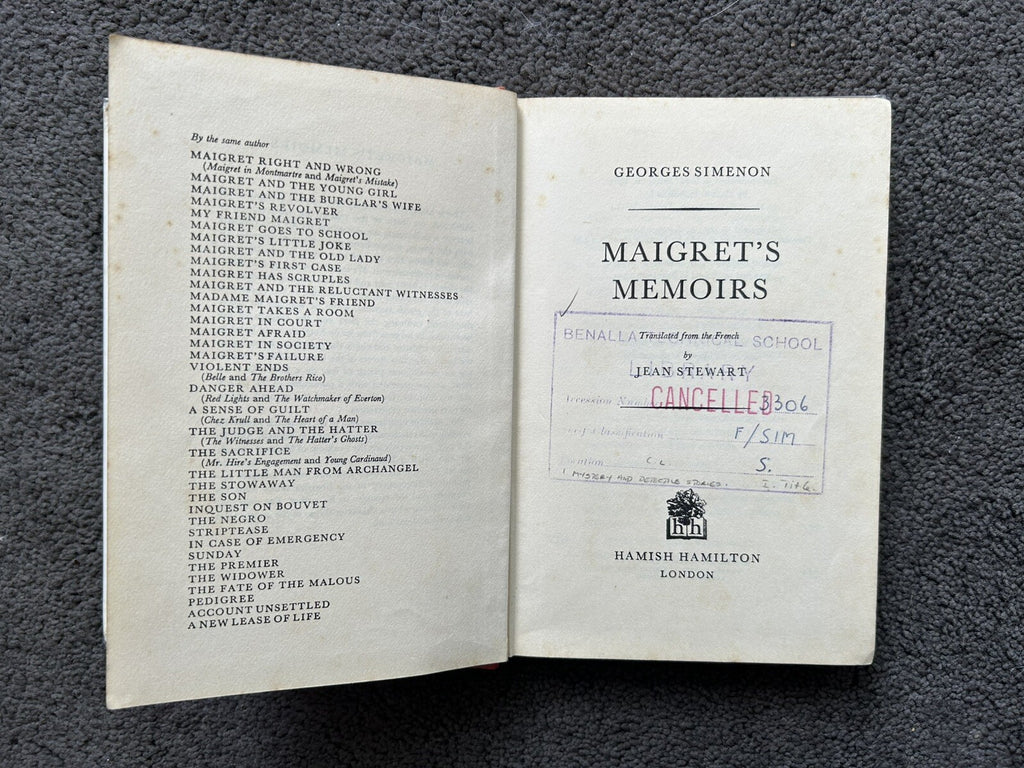 By the same author
MAIGRET RIGHT AND WRONG
(Maigret in Montmartre and Maigret's Mistake)
MAIGRET AND THE YOUNG GIRL
MAIGRET AND THE BURGLAR'S WIFE
MAIGRET'S REVOLVER
MY FRIEND MAIGRET
MAIGRET GOES TO SCHOOL
MAIGRET'S LITTLE JOKE
MAIGRET AND THE OLD LADY
MAIGRET'S FIRST CASE
MAIGRET HAS SCRUPLES
MAIGRET AND THE RELUCTANT WITNESSES
MADAME MAIGRET'S FRIEND
MAIGRET TAKES A ROOM
MAIGRET IN COURT
MAIGRET AFRAID
MAIGRET IN SOCIETY
MAIGRET'S FAILURE
VIOLENT ENDS
(Belle and The Brothers Rico)
DANGER AHEAD
(Red Lights and The Watchmaker of Everton)
A SENSE OF GUILT
(Chez Krull and The Heart of a Man)
THE JUDGE AND THE HATTER
(The Witnesses and The Hatter's Ghosts)
THE SACRIFICE
(Mr. Hire's Engagement and Young Cardinaud)
THE LITTLE MAN FROM ARCHANGEL
THE STOWAWAY
THE SON
INQUEST ON BOUVET
THE NEGRO
STRIPTEASE
IN CASE OF EMERGENCY
SUNDAY
THE PREMIER
THE WIDOWER
THE FATE OF THE MALOUS
PEDIGREE
ACCOUNT UNSETTLED
A NEW LEASE OF LIFE
GEORGES SIMENON
MAIGRET'S
MEMOIRS
Translated from the French
BENALLA SCHOOL
by
JEAN STEWART
LIBRARY
CANCELLED
Accession 3306
Classification F/SIM
C.L. S.
1 MYSTERY AND DETECTIVE STORIES. I. Title.
h h
HAMISH HAMILTON
LONDON